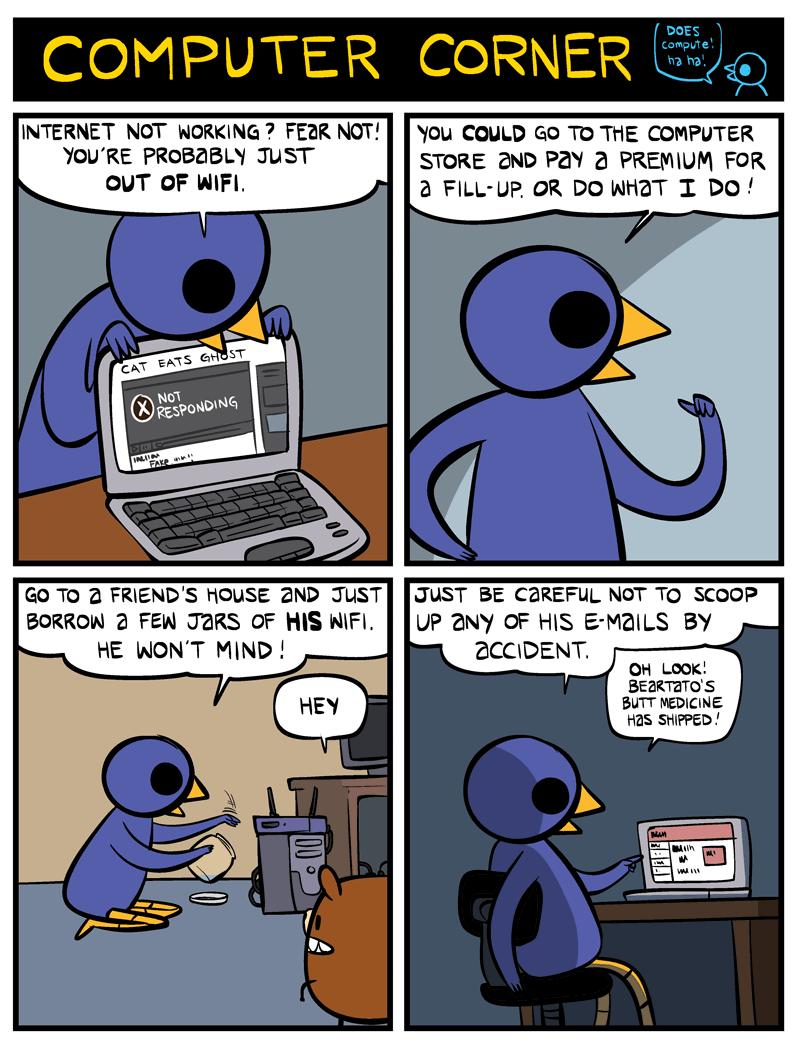 COMPUTER CORNER
DOES
compute!
ha ha!
INTERNET NOT WORKING? FEAR NOT!
YOU'RE PROBABLY JUST
OUT OF WIFI.
CAT EATS GHOST
X NOT
RESPONDING
FAKE
YOU COULD GO TO THE COMPUTER
STORE AND PAY A PREMIUM FOR
A FILL-UP. OR DO WHAT I DO!
GO TO A FRIEND'S HOUSE AND JUST
BORROW A FEW JARS OF HIS WIFI.
HE WON'T MIND!
HEY
JUST BE CAREFUL NOT TO SCOOP
UP ANY OF HIS E-MAILS BY
ACCIDENT.
OH LOOK!
BEARTATO'S
BUTT MEDICINE
HAS SHIPPED!